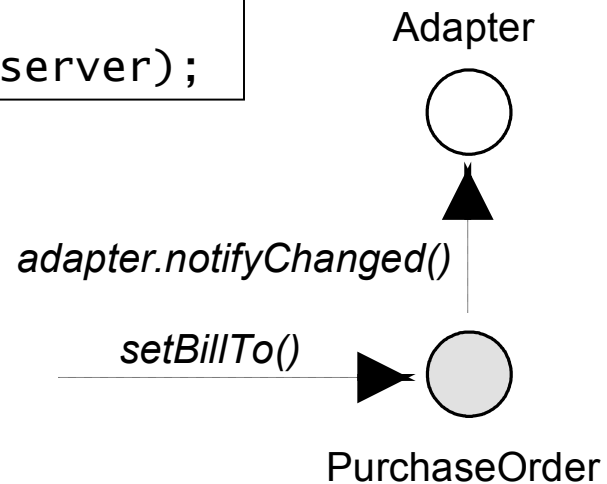 server);
Adapter
adapter.notifyChanged()
setBillTo()
PurchaseOrder